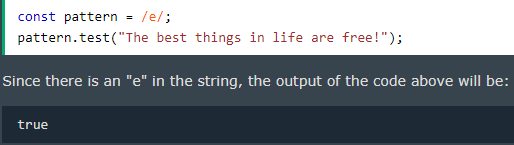 const pattern = /e/;
pattern.test("The best things in life are free!");
Since there is an "e" in the string, the output of the code above will be:
true